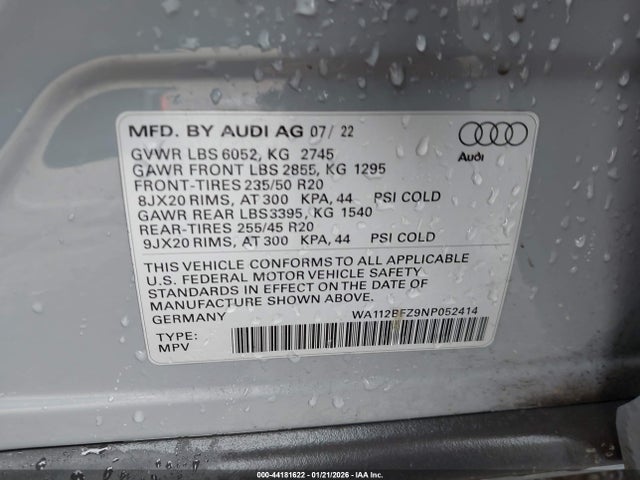 MFD. BY AUDI AG 07/ 22
GVWR LBS 6052, KG 2745
GAWR FRONT LBS 2855, KG 1295
FRONT-TIRES 235/50 R20
8JX20 RIMS, AT 300 KPA, 44 PSI COLD
GAWR REAR LBS3395, KG 1540
REAR-TIRES 255/45 R20
9JX20 RIMS, AT 300 KPA, 44 PSI COLD
Audi
THIS VEHICLE CONFORMS TO ALL APPLICABLE
U.S. FEDERAL MOTOR VEHICLE SAFETY
STANDARDS IN EFFECT ON THE DATE OF
MANUFACTURE SHOWN ABOVE.
GERMANY WA112BFZ9NP052414
TYPE:
MPV
000-44181622 - 01/21/2026 - IAAI.COM